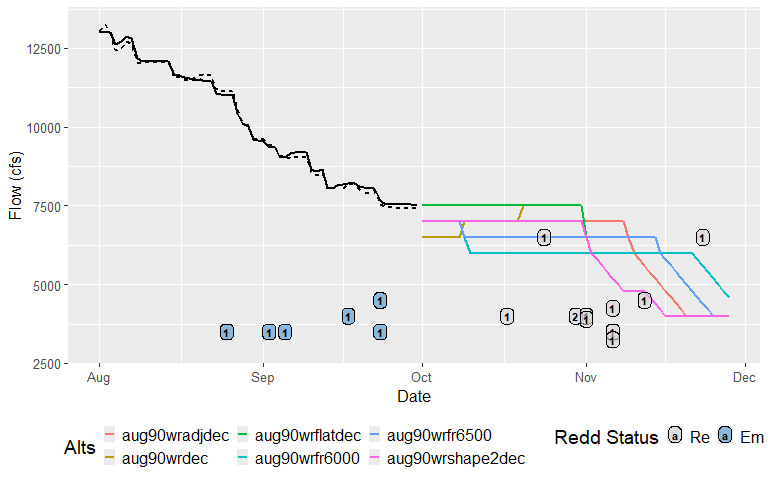 12500
10000
7500
5000
2500
Flow (cfs)
1 1
1 1 1 2 1
1 1
1 1 1 1 1
1
Aug Sep Oct Nov Dec
Date
Alts
aug90wradjdec aug90wrflatdec aug90wrfr6500
aug90wrdec aug90wrfr6000 aug90wrshape2dec
Redd Status a Re a Em